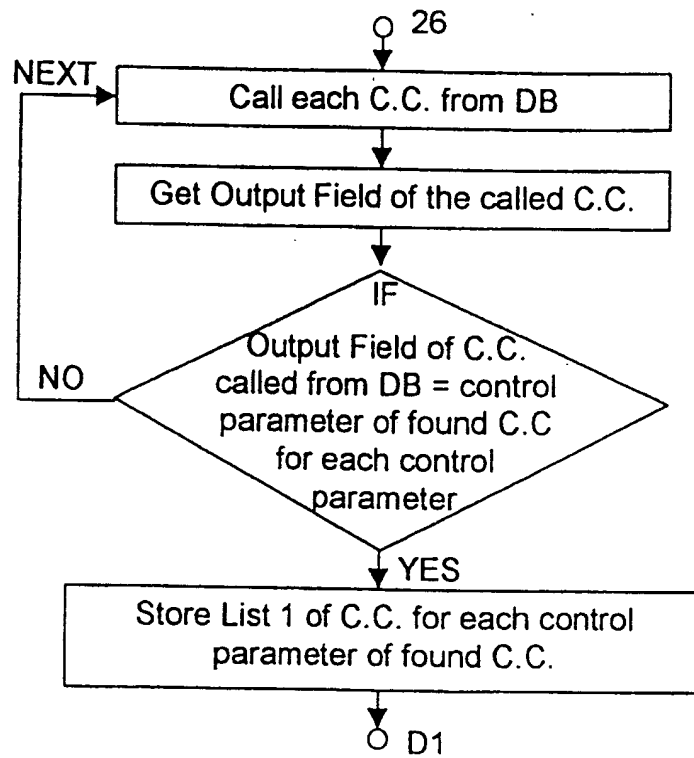 26
NEXT
Call each C.C. from DB
Get Output Field of the called C.C.
IF
Output Field of C.C.
called from DB = control
parameter of found C.C
for each control
parameter
NO
YES
Store List 1 of C.C. for each control
parameter of found C.C.
D1